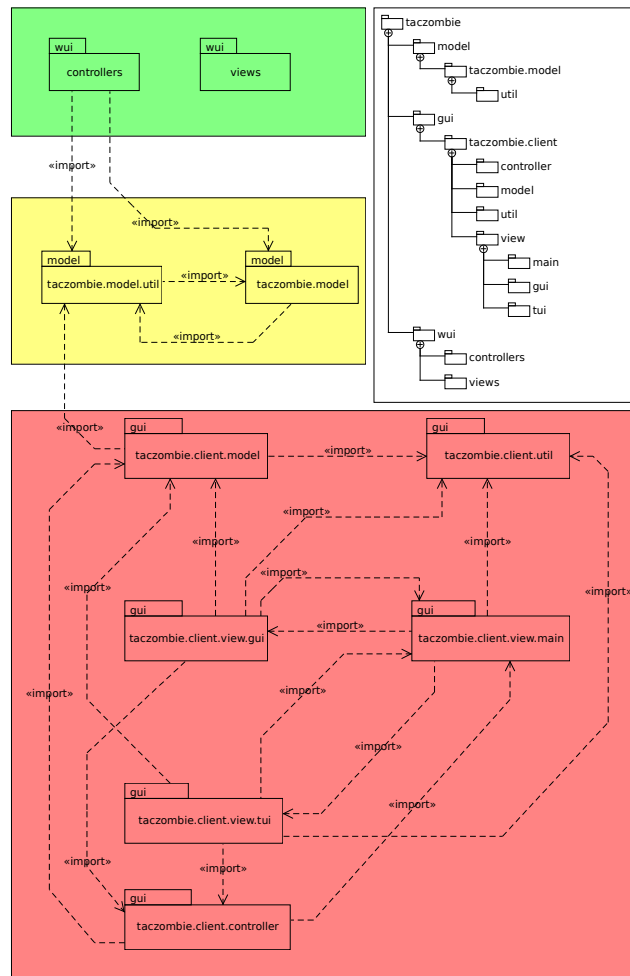 wui
controllers
wui
views
«import»
«import»
model
taczombie.model.util
«import»
model
taczombie.model
«import»
taczombie
model
taczombie.model
util
gui
taczombie.client
controller
model
util
view
main
gui
tui
wui
controllers
views
«import»
gui
taczombie.client.model
«import»
gui
taczombie.client.util
«import»
«import»
«import»
«import»
«import»
«import»
gui
taczombie.client.view.gui
«import»
gui
taczombie.client.view.main
«import»
«import»
«import»
gui
taczombie.client.view.tui
«import»
«import»
«import»
gui
taczombie.client.controller